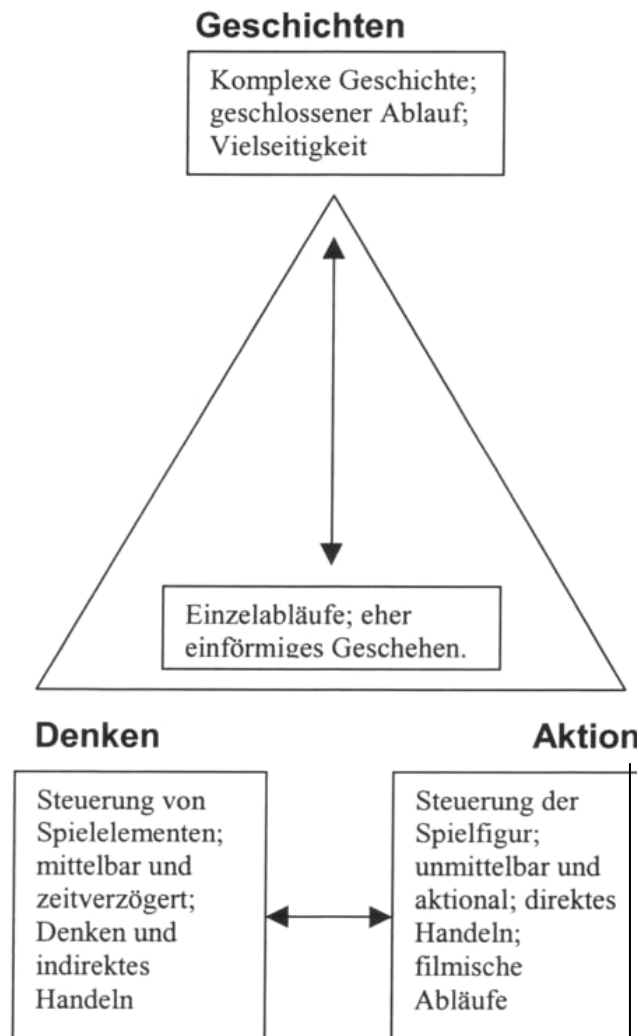 Geschichten
Komplexe Geschichte;
geschlossener Ablauf;
Vielseitigkeit
Einzelabläufe; eher
einförmiges Geschehen.
Denken
Steuerung von
Spielelementen;
mittelbar und
zeitverzögert;
Denken und
indirektes
Handeln
Aktion
Steuerung der
Spielfigur;
unmittelbar und
aktional; direktes
Handeln;
filmische
Abläufe